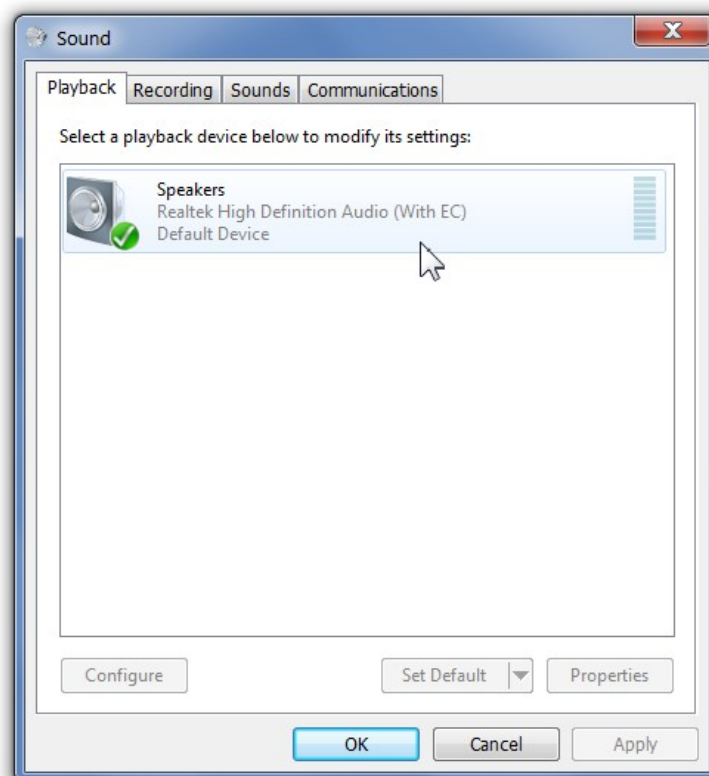 Sound
Playback Recording Sounds Communications
Select a playback device below to modify its settings:
Speakers
Realtek High Definition Audio (With EC)
Default Device
Configure Set Default Properties
OK Cancel Apply